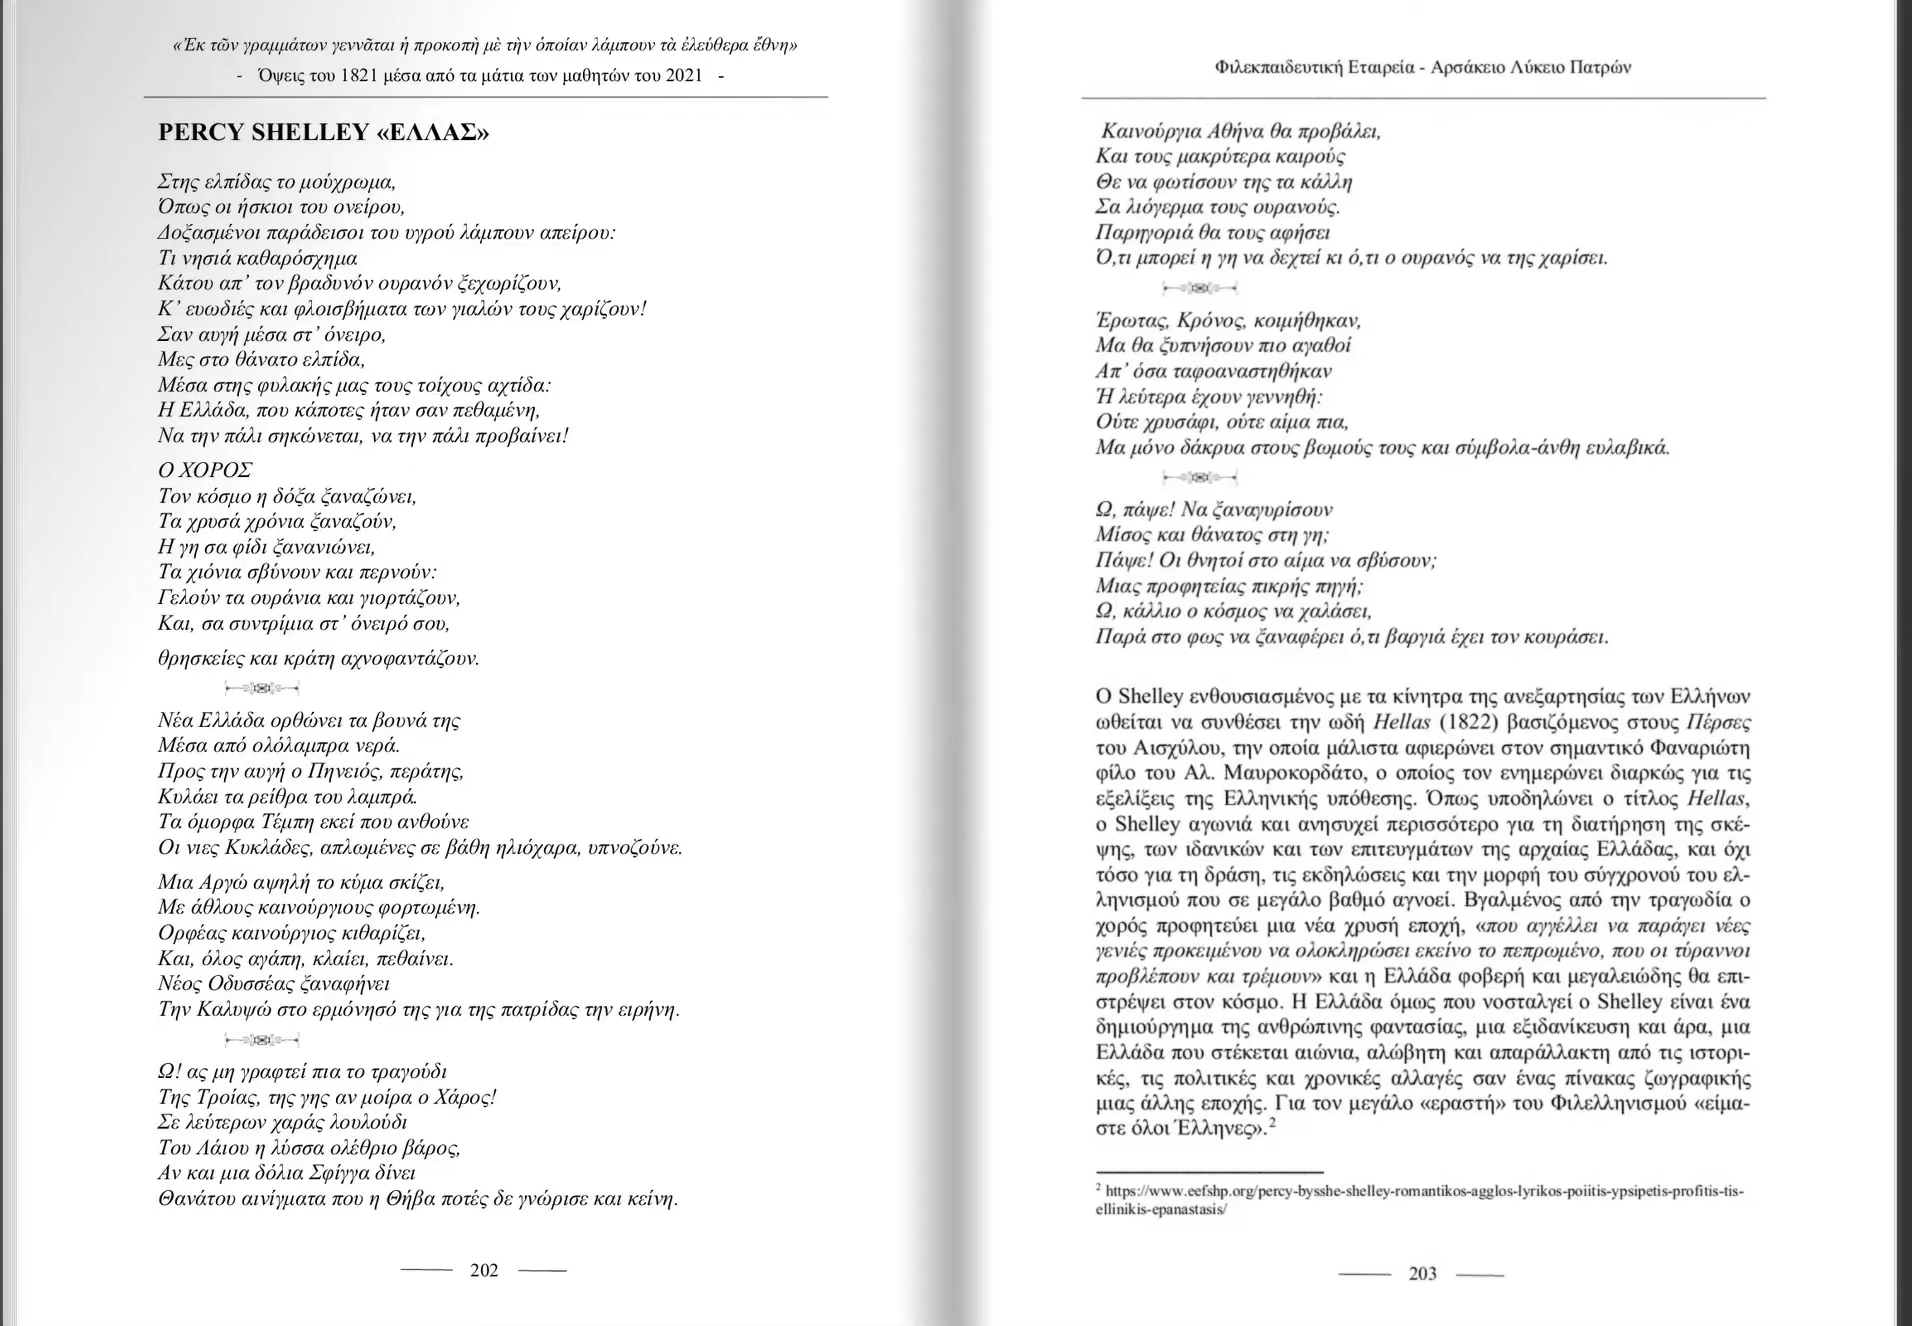 «Ἐκ τῶν γραμμάτων γεννᾶται ἡ προκοπὴ μὲ τὴν ὁποίαν λάμπουν τὰ ἐλεύθερα ἔθνη»
- Όψεις του 1821 μέσα από τα μάτια των μαθητών του 2021 -
PERCY SHELLEY «ΕΛΛΑΣ»
Στης ελπίδας το μούχρωμα,
Όπως οι ήσκιοι του ονείρου,
Δοξασμένοι παράδεισοι του υγρού λάμπουν απείρου:
Τι νησιά καθαρόσχημα
Κάτου απ’ τον βραδυνόν ουρανόν ξεχωρίζουν,
Κ’ ευωδιές και φλοισβήματα των γιαλών τους χαρίζουν!
Σαν αυγή μέσα στ’ όνειρο,
Μες στο θάνατο ελπίδα,
Μέσα στης φυλακής μας τους τοίχους αχτίδα:
Η Ελλάδα, που κάποτες ήταν σαν πεθαμένη,
Να την πάλι σηκώνεται, να την πάλι προβαίνει!
Ο ΧΟΡΟΣ
Τον κόσμο η δόξα ξαναζώνει,
Τα χρυσά χρόνια ξαναζούν,
Η γη σα φίδι ξανανιώνει,
Τα χιόνια σβύνουν και περνούν:
Γελούν τα ουράνια και γιορτάζουν,
Και, σα συντρίμια στ’ όνειρό σου,
θρησκείες και κράτη αχνοφαντάζουν.
Νέα Ελλάδα ορθώνει τα βουνά της
Μέσα από ολόλαμπρα νερά.
Προς την αυγή ο Πηνειός, περάτης,
Κυλάει τα ρείθρα του λαμπρά.
Τα όμορφα Τέμπη εκεί που ανθούνε
Οι νιες Κυκλάδες, απλωμένες σε βάθη ηλιόχαρα, υπνοζούνε.
Μια Αργώ αψηλή το κύμα σκίζει,
Με άθλους καινούργιους φορτωμένη.
Ορφέας καινούργιος κιθαρίζει,
Και, όλος αγάπη, κλαίει, πεθαίνει.
Νέος Οδυσσέας ξαναφήνει
Την Καλυψώ στο ερμόνησό της για της πατρίδας την ειρήνη.
Ω! ας μη γραφτεί πια το τραγούδι
Της Τροίας, της γης αν μοίρα ο Χάρος!
Σε λεύτερων χαράς λουλούδι
Του Λάιου η λύσσα ολέθριο βάρος,
Αν και μια δόλια Σφίγγα δίνει
Θανάτου αινίγματα που η Θήβα ποτές δε γνώρισε και κείνη.
202
Φιλεκπαιδευτική Εταιρεία - Αρσάκειο Λύκειο Πατρών
Καινούργια Αθήνα θα προβάλει,
Και τους μακρύτερα καιρούς
Θε να φωτίσουν της τα κάλλη
Σα λιόγερμα τους ουρανούς.
Παρηγοριά θα τους αφήσει
Ό,τι μπορεί η γη να δεχτεί κι ό,τι ο ουρανός να της χαρίσει.
Έρωτας, Κρόνος, κοιμήθηκαν,
Μα θα ξυπνήσουν πιο αγαθοί
Απ’ όσα ταφοαναστηθήκαν
Ή λεύτερα έχουν γεννηθή:
Ούτε χρυσάφι, ούτε αίμα πια,
Μα μόνο δάκρυα στους βωμούς τους και σύμβολα-άνθη ευλαβικά.
Ω, πάψε! Να ξαναγυρίσουν
Μίσος και θάνατος στη γη;
Πάψε! Οι θνητοί στο αίμα να σβύσουν;
Μιας προφητείας πικρής πηγή;
Ω, κάλλιο ο κόσμος να χαλάσει,
Παρά στο φως να ξαναφέρει ό,τι βαργιά έχει τον κουράσει.
Ο Shelley ενθουσιασμένος με τα κίνητρα της ανεξαρτησίας των Ελλήνων
ωθείται να συνθέσει την ωδή Hellas (1822) βασιζόμενος στους Πέρσες
του Αισχύλου, την οποία μάλιστα αφιερώνει στον σημαντικό Φαναριώτη
φίλο του Αλ. Μαυροκορδάτο, ο οποίος τον ενημερώνει διαρκώς για τις
εξελίξεις της Ελληνικής υπόθεσης. Όπως υποδηλώνει ο τίτλος Hellas,
ο Shelley αγωνιά και ανησυχεί περισσότερο για τη διατήρηση της σκέ-
ψης, των ιδανικών και των επιτευγμάτων της αρχαίας Ελλάδας, και όχι
τόσο για τη δράση, τις εκδηλώσεις και την μορφή του σύγχρονού του ελ-
ληνισμού που σε μεγάλο βαθμό αγνοεί. Βγαλμένος από την τραγωδία ο
χορός προφητεύει μια νέα χρυσή εποχή, «που αγγέλλει να παράγει νέες
γενιές προκειμένου να ολοκληρώσει εκείνο το πεπρωμένο, που οι τύραννοι
προβλέπουν και τρέμουν» και η Ελλάδα φοβερή και μεγαλειώδης θα επι-
στρέψει στον κόσμο. Η Ελλάδα όμως που νοσταλγεί ο Shelley είναι ένα
δημιούργημα της ανθρώπινης φαντασίας, μια εξιδανίκευση και άρα, μια
Ελλάδα που στέκεται αιώνια, αλώβητη και απαράλλακτη από τις ιστορι-
κές, τις πολιτικές και χρονικές αλλαγές σαν ένας πίνακας ζωγραφικής
μιας άλλης εποχής. Για τον μεγάλο «εραστή» του Φιλελληνισμού «είμα-
στε όλοι Έλληνες».2
2 https://www.eefshp.org/percy-bysshe-shelley-romantikos-agglos-lyrikos-poiitis-ypsipetis-profitis-tis-
ellinikis-epanastasis/
203